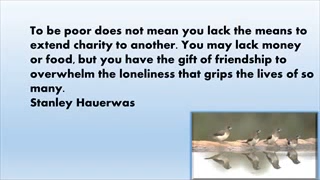 To be poor does not mean you lack the means to
extend charity to another. You may lack money
or food, but you have the gift of friendship to
overwhelm the loneliness that grips the lives of so
many.
Stanley Hauerwas